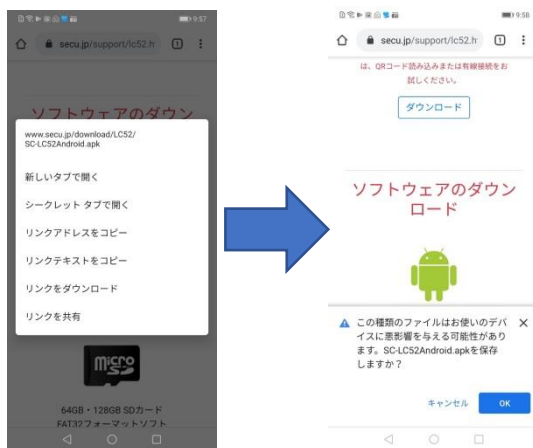 9:57
secu.jp/support/lc52.h
1
ソフトウェアのダウン
www.secu.jp/download/LC52/
SC-LC52Android.apk
新しいタブで開く
シークレット タブで開く
リンクアドレスをコピー
リンクテキストをコピー
リンクをダウンロード
リンクを共有
Micro
64GB・128GB SDカード
FAT32フォーマットソフト
9:58
secu.jp/support/lc52.h
1
は、QRコード読み込みまたは有線接続をお
試しください。
ダウンロード
ソフトウェアのダウン
ロード
この種類のファイルはお使いのデバ
イスに悪影響を与える可能性があり
ます。SC-LC52Android.apkを保存
しますか？
キャンセル
OK